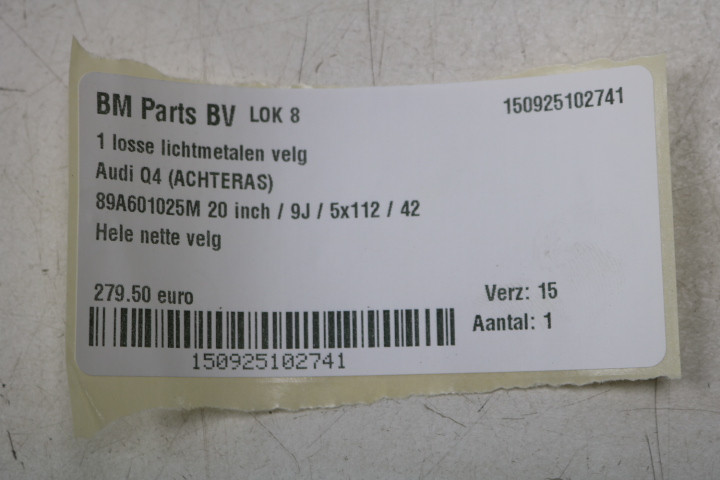 BM Parts BV LOK 8 150925102741
1 losse lichtmetalen velg
Audi Q4 (ACHTERAS)
89A601025M 20 inch / 9J / 5x112 / 42
Hele nette velg
279.50 euro Verz: 15
Aantal: 1
150925102741